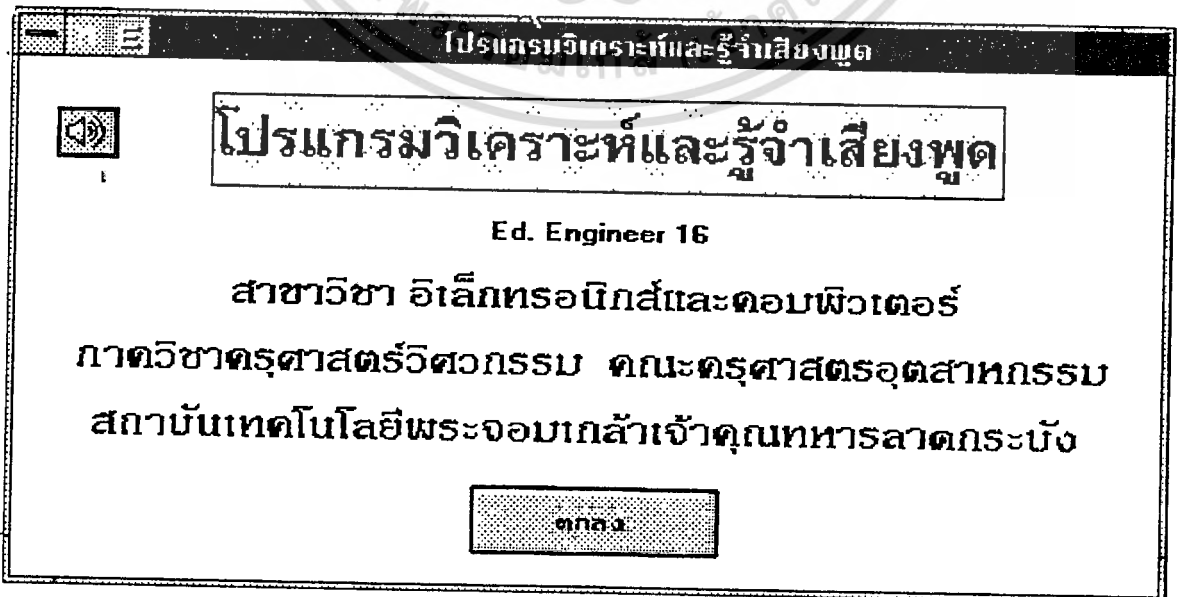 โปรแกรมวิเคราะห์และรู้จำเสียงพูด
โปรแกรมวิเคราะห์และรู้จำเสียงพูด
Ed. Engineer 16
สาขาวิชา อิเล็กทรอนิกส์และคอมพิวเตอร์
ภาควิชาครุศาสตร์วิศวกรรม คณะครุศาสตรอุตสาหกรรม
สถาบันเทคโนโลยีพระจอมเกล้าเจ้าคุณทหารลาดกระบัง
ตกลง